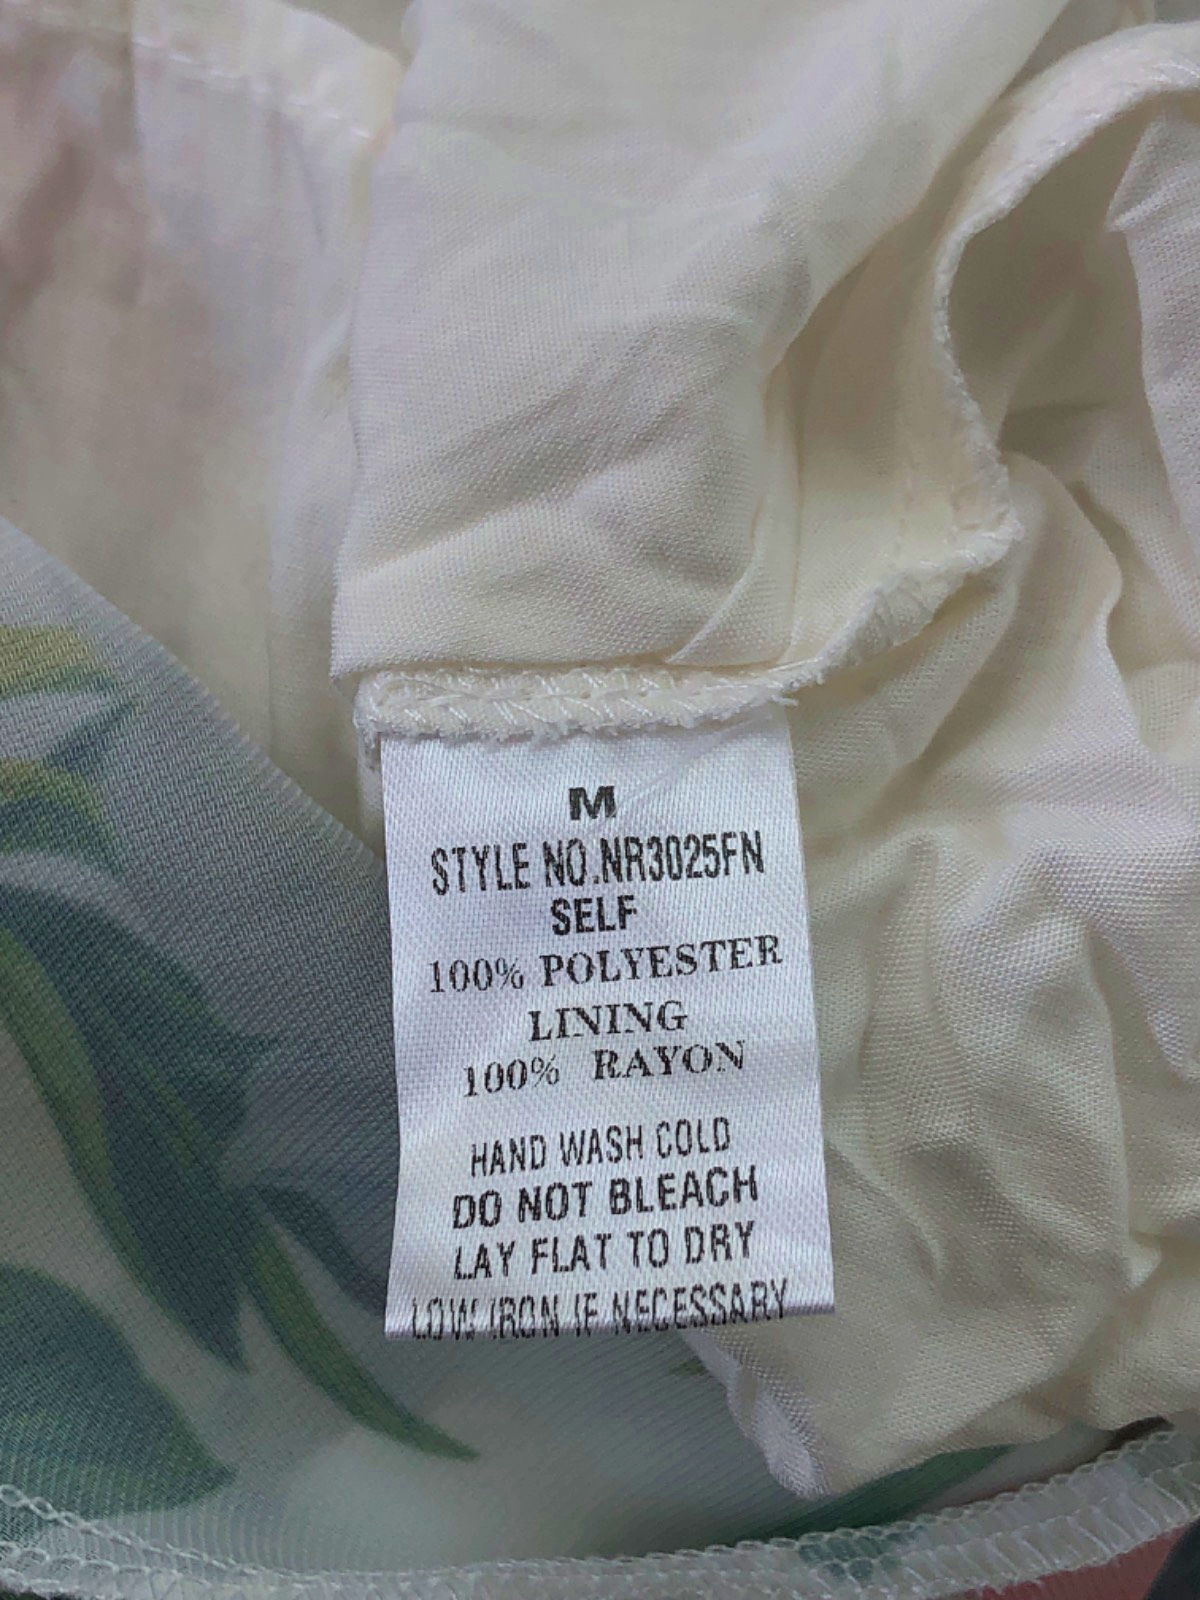 M
STYLE NO.NR3025FN
SELF
100% POLYESTER
LINING
100% RAYON
HAND WASH COLD
DO NOT BLEACH
LAY FLAT TO DRY
LOW IRON IF NECESSARY